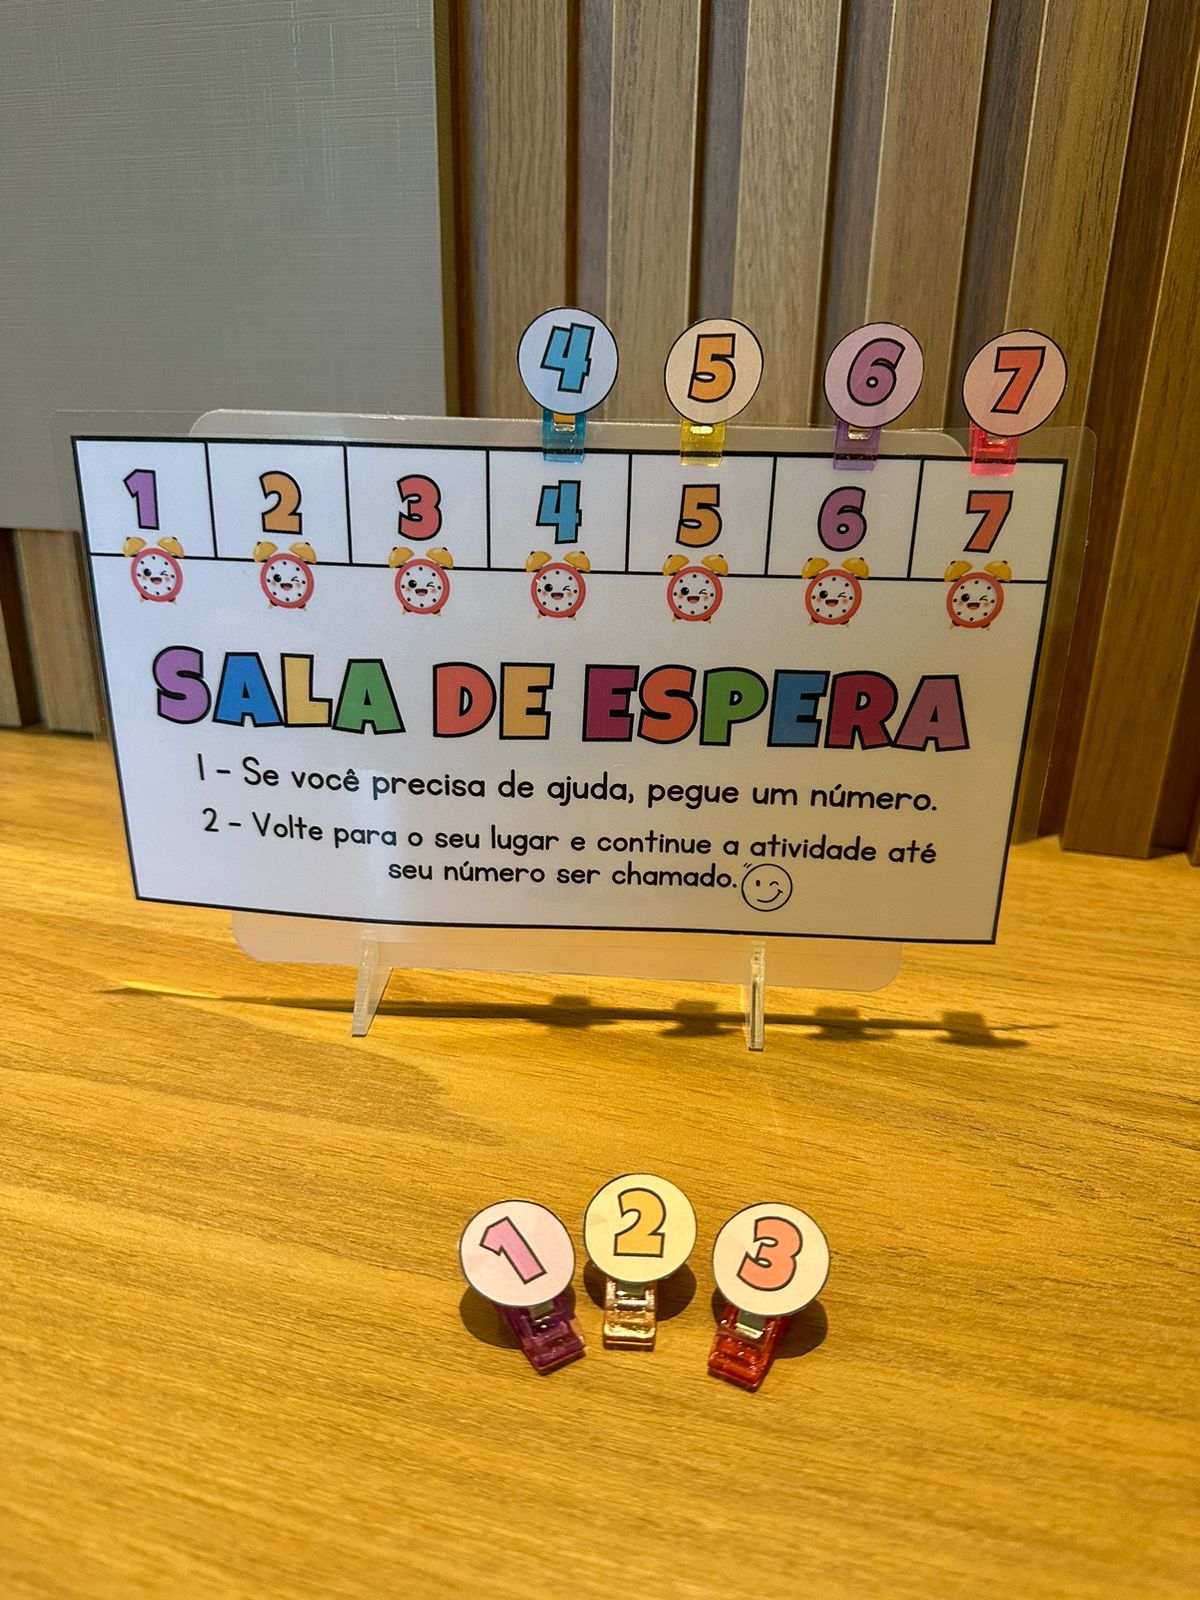 4 5 6 7
1 2 3 4 5 6 7
SALA DE ESPERA
1 - Se você precisa de ajuda, pegue um número.
2 - Volte para o seu lugar e continue a atividade até
seu número ser chamado.
1 2 3